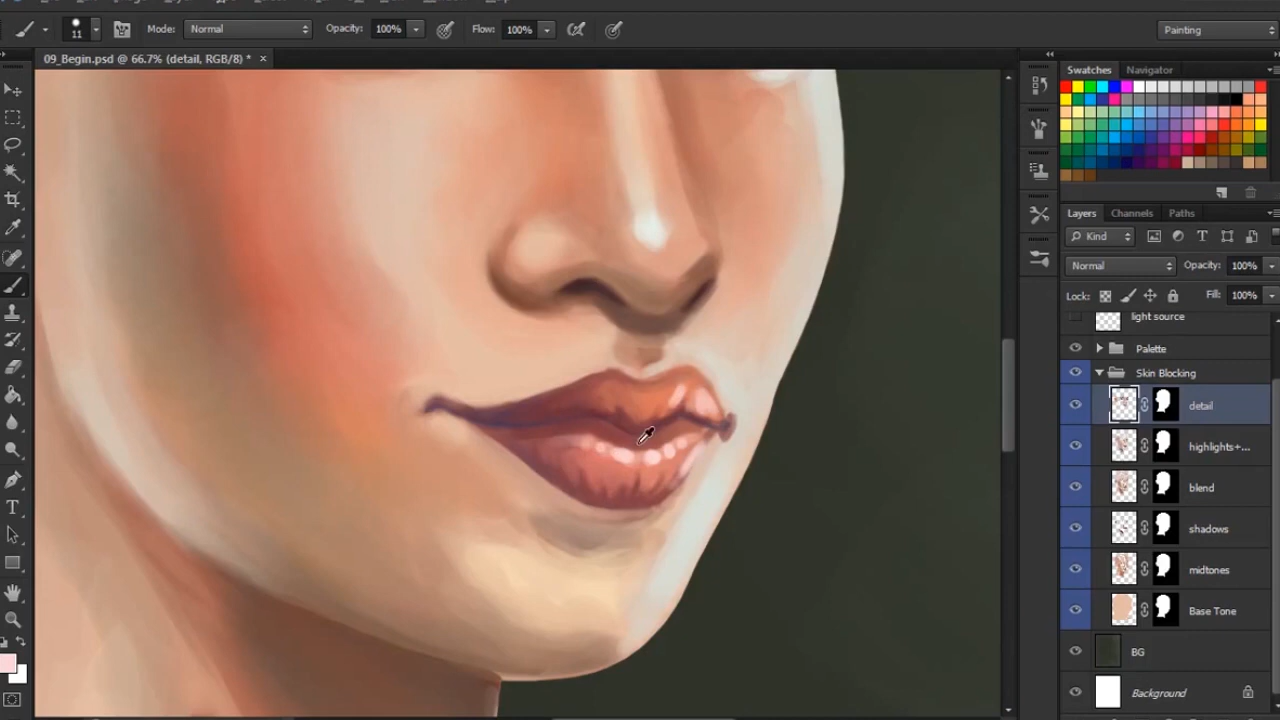 11 Mode: Normal Opacity: 100% Flow: 100% Painting
09_Begin.psd @ 66.7% (detail, RGB/8) * ×
Swatches Navigator
Layers Channels Paths
Kind
Normal Opacity: 100%
Lock: Fill: 100%
light source
Palette
Skin Blocking
detail
highlights+...
blend
shadows
midtones
Base Tone
BG
Background